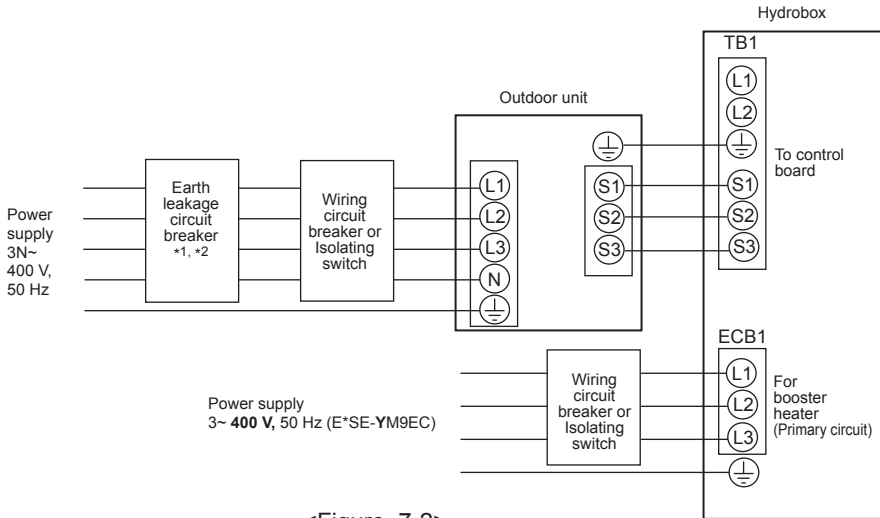 Hydrobox
TB1
L1
L2
Outdoor unit
To control
board
Earth
leakage
circuit
breaker
*1, *2
Wiring
circuit
breaker or
Isolating
switch
L1
L2
L3
N
S1
S2
S3
S1
S2
S3
Power
supply
3N~
400 V,
50 Hz
ECB1
L1
L2
L3
For
booster
heater
(Primary circuit)
Wiring
circuit
breaker or
Isolating
switch
Power supply
3~ 400 V, 50 Hz (E*SE-YM9EC)